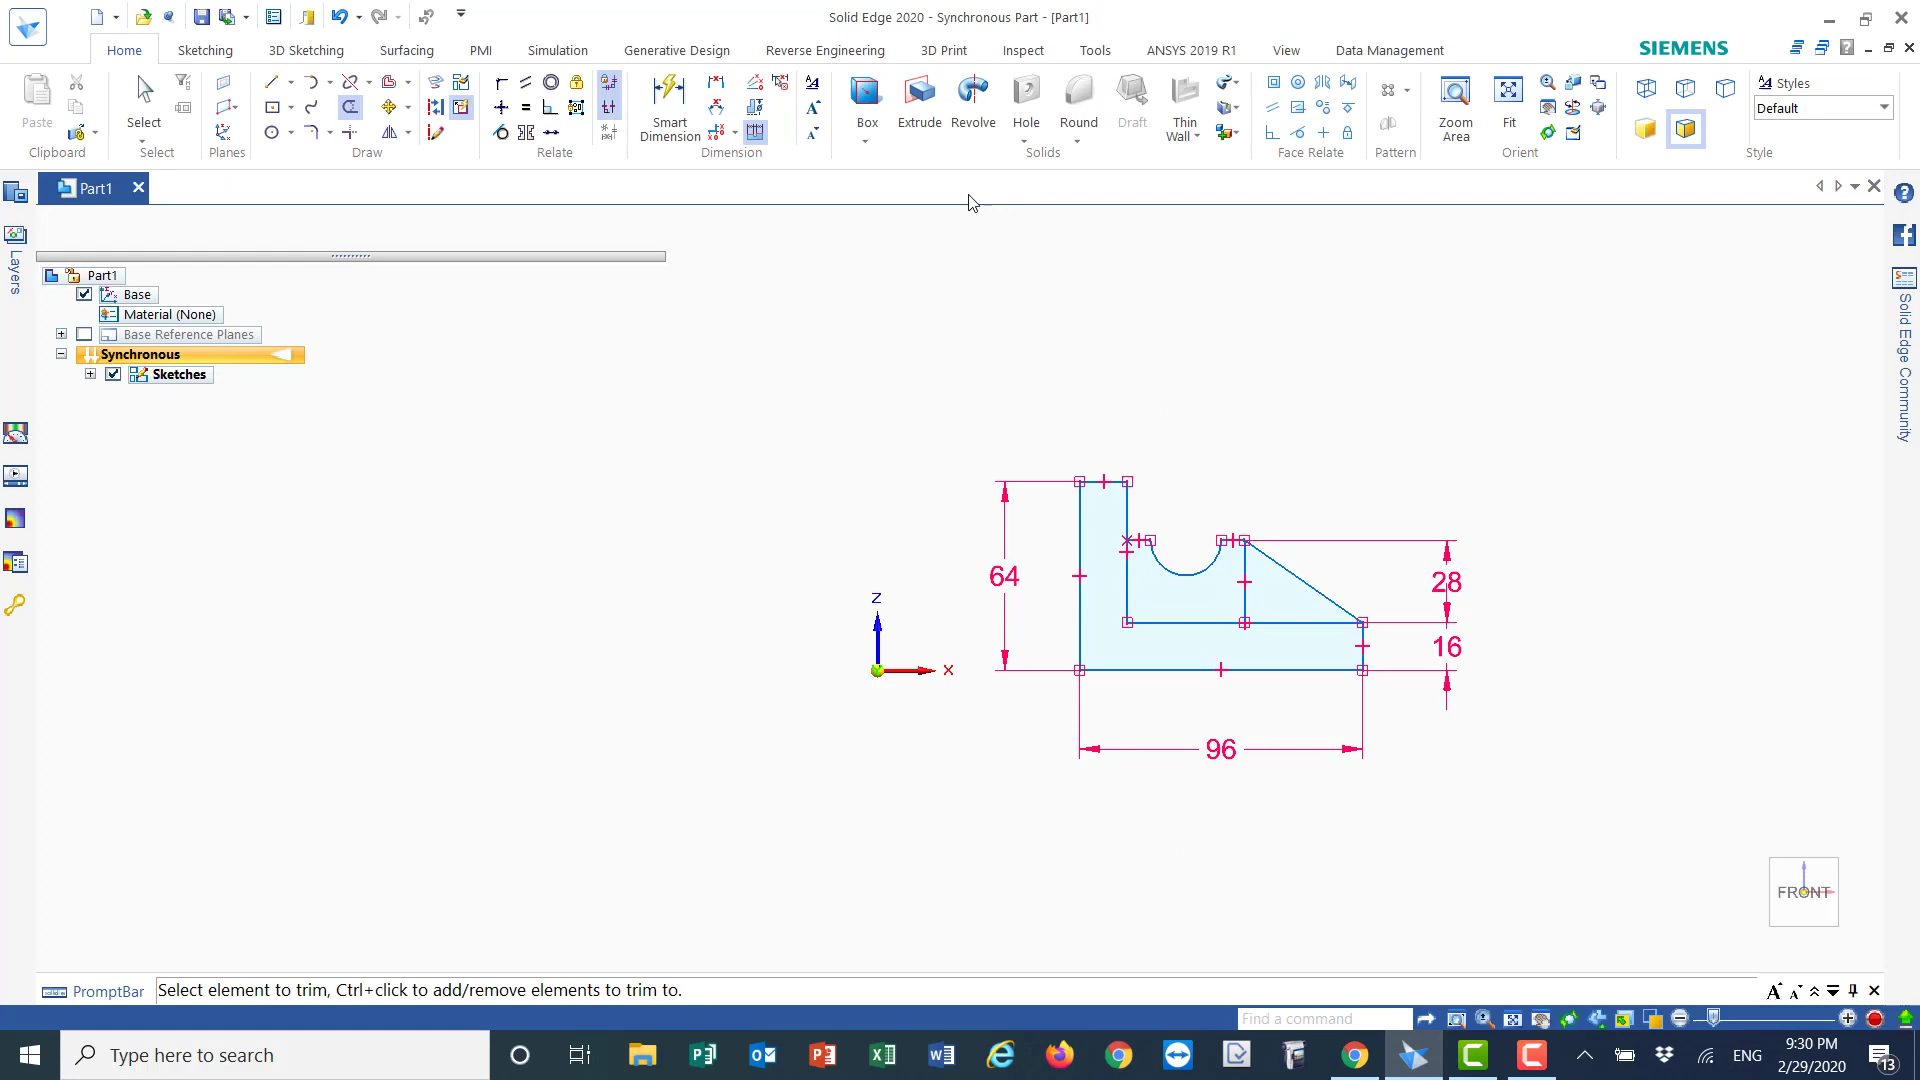 Solid Edge 2020 - Synchronous Part - [Part1]
Home Sketching 3D Sketching Surfacing PMI Simulation Generative Design Reverse Engineering 3D Print Inspect Tools ANSYS 2019 R1 View Data Management
SIEMENS
Paste
Clipboard
Select
Select
Planes
Draw
Relate
Smart
Dimension
Dimension
Box
Extrude
Revolve
Hole
Round
Draft
Thin
Wall
Solids
Face Relate
Pattern
Zoom
Area
Fit
Orient
Styles
Default
Style
Part1
Layers
Part1
Base
Material (None)
Base Reference Planes
Synchronous
Sketches
Solid Edge Community
64
28
16
96
Z
X
FRONT
PromptBar
Select element to trim, Ctrl+click to add/remove elements to trim to.
Find a command
Type here to search
ENG
9:30 PM
2/29/2020
13